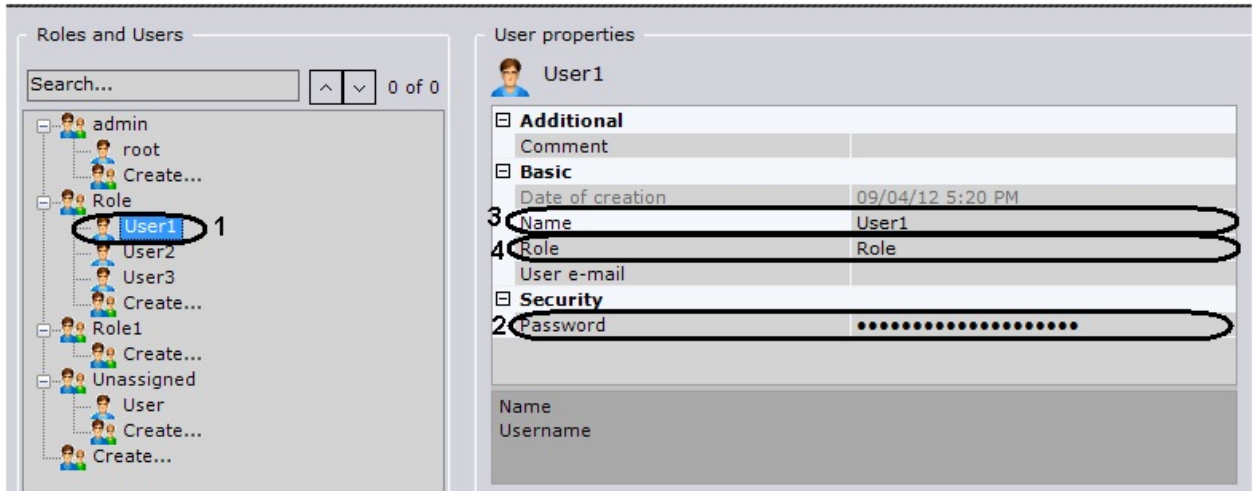 Roles and Users
Search...
0 of 0
admin
root
Create...
Role
User1 1
User2
User3
Create...
Role1
Create...
Unassigned
User
Create...
Create...
User properties
User1
Additional
Comment
Basic
Date of creation 09/04/12 5:20 PM
3 Name User1
4 Role Role
User e-mail
Security
2 Password ••••••••••••••••••••
Name
Username